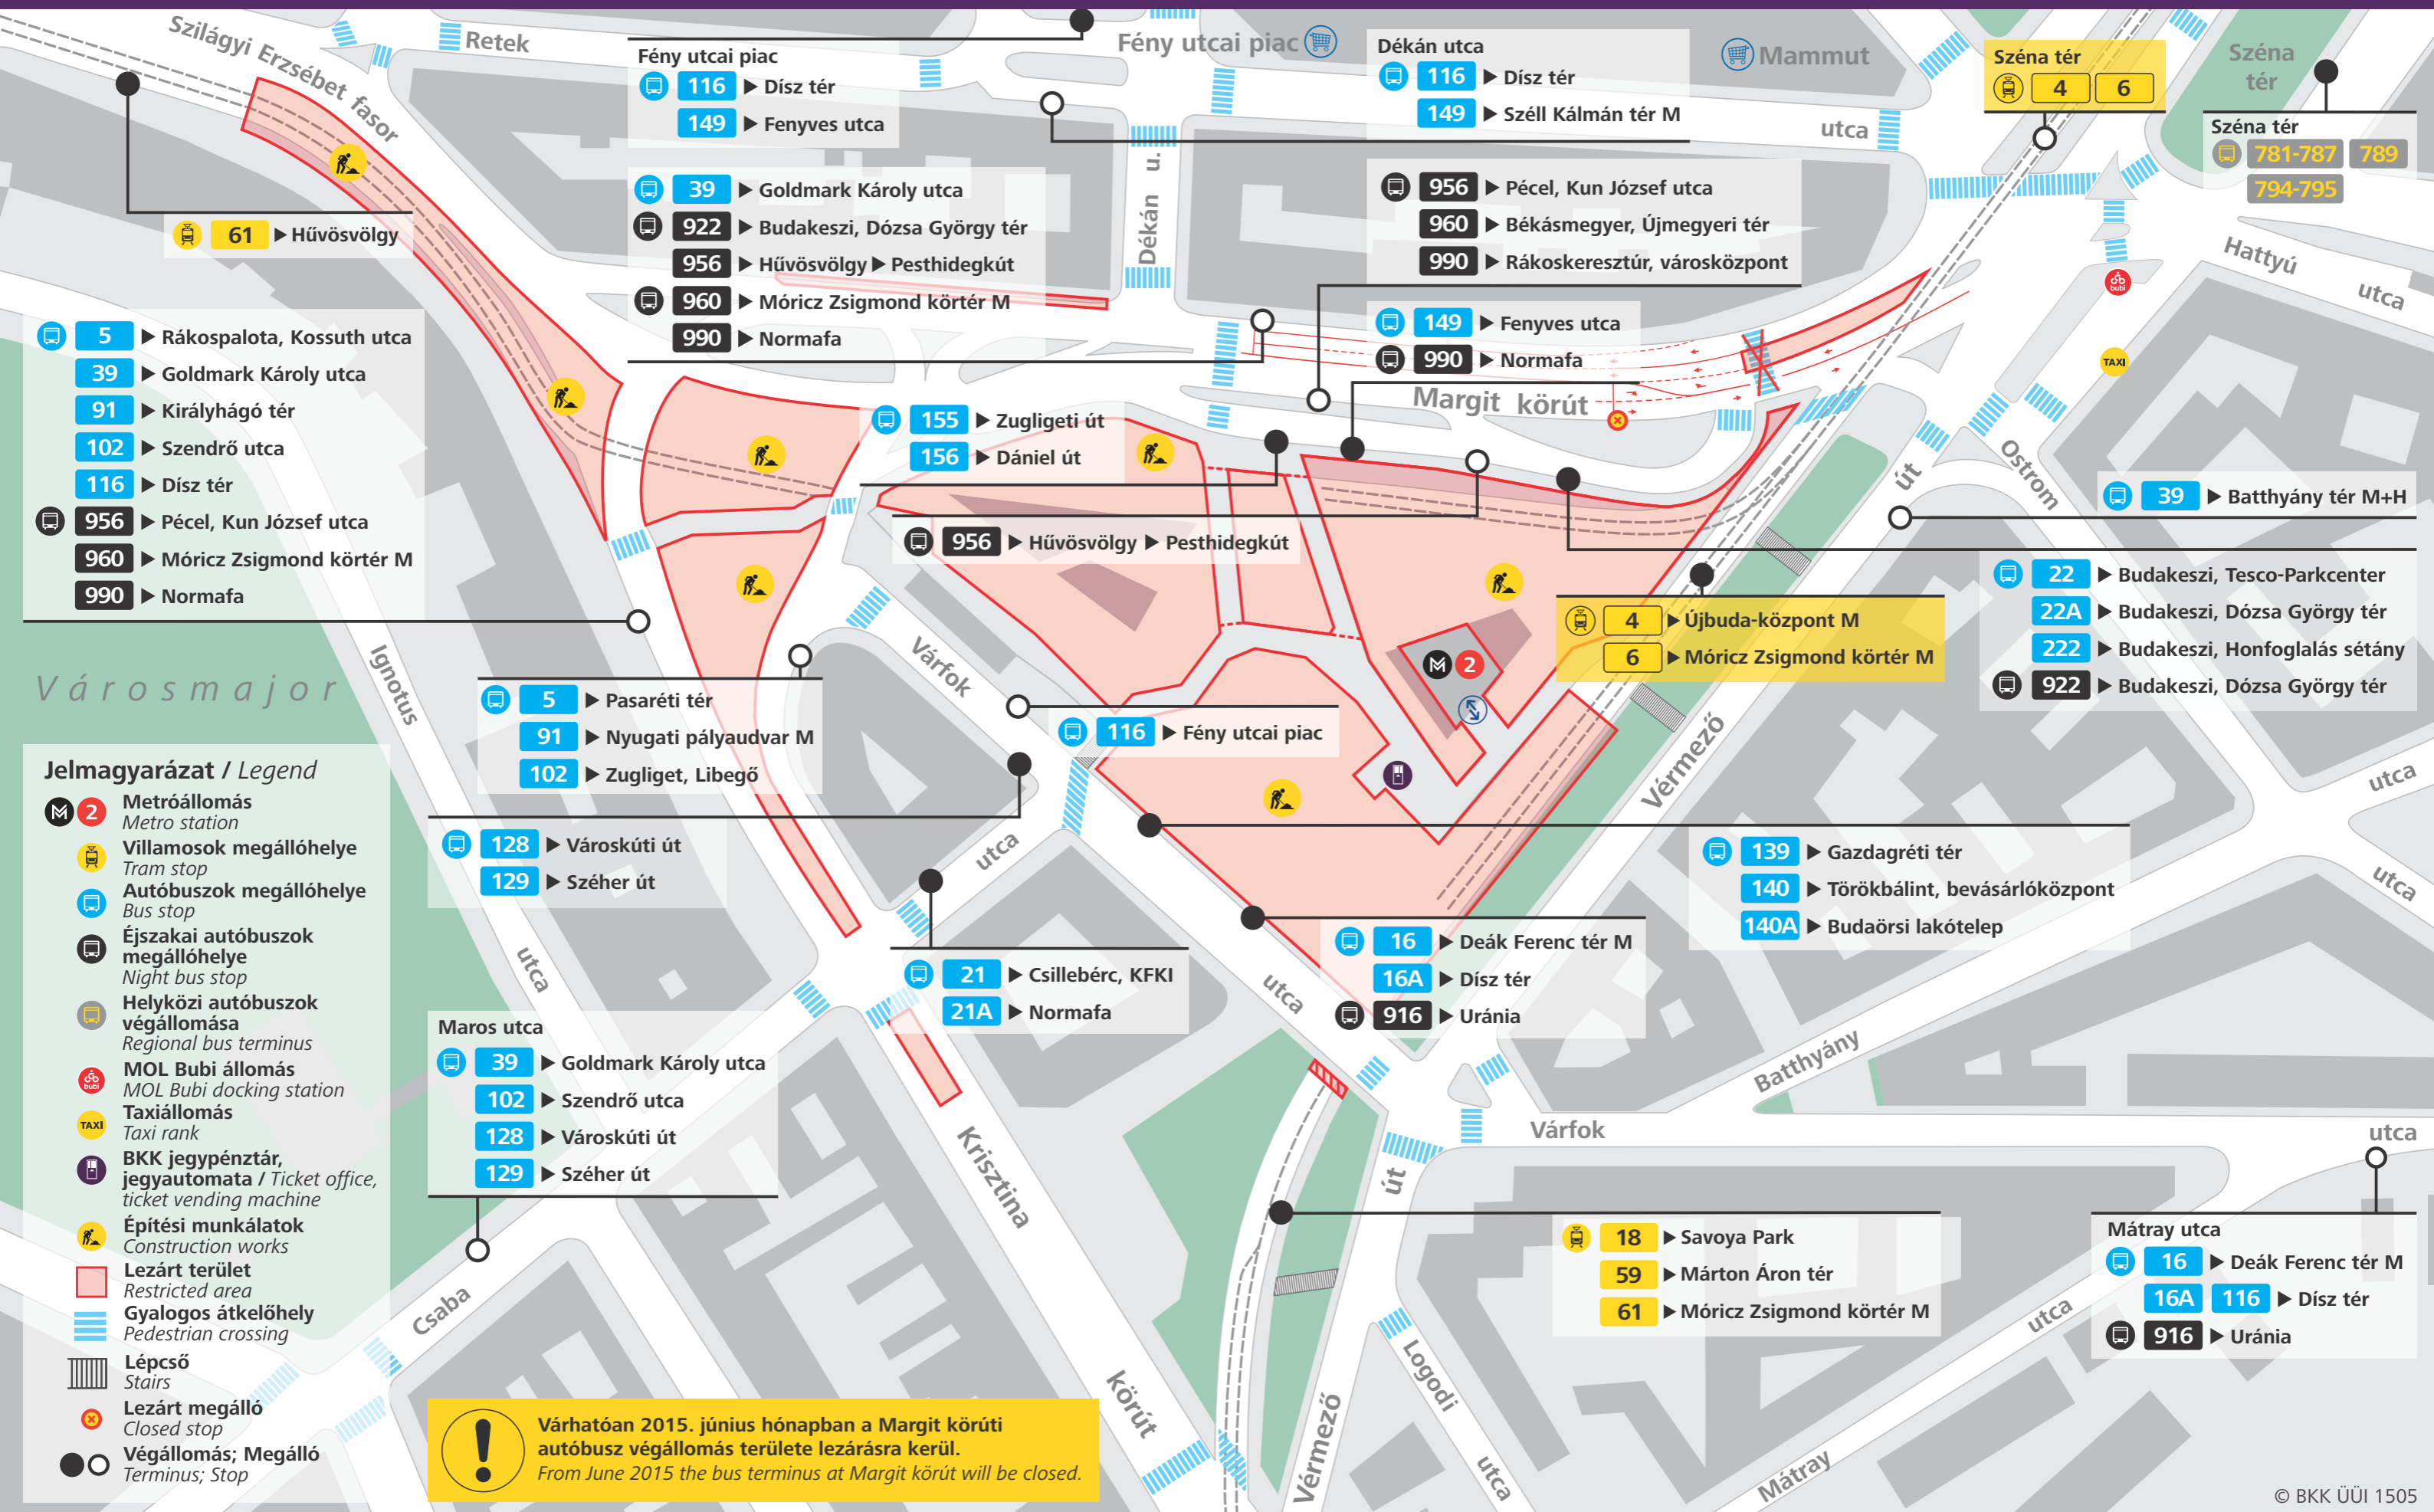 Szilágyi Erzsébet fasor
Retek
Fény utcai piac
116 ▶ Dísz tér
149 ▶ Fenyves utca
Fény utcai piac
Dékán utca
116 ▶ Dísz tér
149 ▶ Széll Kálmán tér M
Mammut
utca
Széna tér
4 6
Széna
tér
Széna tér
781-787 789
794-795
61 ▶ Hűvösvölgy
39 ▶ Goldmark Károly utca
922 ▶ Budakeszi, Dózsa György tér
956 ▶ Hűvösvölgy ▶ Pesthidegkút
960 ▶ Móricz Zsigmond körtér M
990 ▶ Normafa
Dékán u.
956 ▶ Pécel, Kun József utca
960 ▶ Békásmegyer, Újmegyeri tér
990 ▶ Rákoskeresztúr, városközpont
149 ▶ Fenyves utca
990 ▶ Normafa
Hattyú
utca
bubi
TAXI
5 ▶ Rákospalota, Kossuth utca
39 ▶ Goldmark Károly utca
91 ▶ Királyhágó tér
102 ▶ Szendrő utca
116 ▶ Dísz tér
956 ▶ Pécel, Kun József utca
960 ▶ Móricz Zsigmond körtér M
990 ▶ Normafa
155 ▶ Zugligeti út
156 ▶ Dániel út
Margit körút
956 ▶ Hűvösvölgy ▶ Pesthidegkút
út
Ostrom
39 ▶ Batthyány tér M+H
22 ▶ Budakeszi, Tesco-Parkcenter
22A ▶ Budakeszi, Dózsa György tér
222 ▶ Budakeszi, Honfoglalás sétány
922 ▶ Budakeszi, Dózsa György tér
4 ▶ Újbuda-központ M
6 ▶ Móricz Zsigmond körtér M
M 2
Városmajor
Ignotus
Várfok
5 ▶ Pasaréti tér
91 ▶ Nyugati pályaudvar M
102 ▶ Zugliget, Libegő
116 ▶ Fény utcai piac
Vérmező
utca
utca
128 ▶ Városkúti út
129 ▶ Széher út
utca
139 ▶ Gazdagréti tér
140 ▶ Törökbálint, bevásárlóközpont
140A ▶ Budaörsi lakótelep
16 ▶ Deák Ferenc tér M
16A ▶ Dísz tér
916 ▶ Uránia
21 ▶ Csillebérc, KFKI
21A ▶ Normafa
utca
utca
Jelmagyarázat / Legend
M 2 Metróállomás
Metro station
Villamosok megállóhelye
Tram stop
Autóbuszok megállóhelye
Bus stop
Éjszakai autóbuszok
megállóhelye
Night bus stop
Helyközi autóbuszok
végállomása
Regional bus terminus
bubi MOL Bubi állomás
MOL Bubi docking station
TAXI Taxiállomás
Taxi rank
BKK jegypénztár,
jegyautomata / Ticket office,
ticket vending machine
Építési munkálatok
Construction works
Lezárt terület
Restricted area
Gyalogos átkelőhely
Pedestrian crossing
Lépcső
Stairs
Lezárt megálló
Closed stop
Végállomás; Megálló
Terminus; Stop
Maros utca
39 ▶ Goldmark Károly utca
102 ▶ Szendrő utca
128 ▶ Városkúti út
129 ▶ Széher út
Krisztina
körút
Csaba
Batthyány
utca
Várfok
utca
út
18 ▶ Savoya Park
59 ▶ Márton Áron tér
61 ▶ Móricz Zsigmond körtér M
Mátray utca
16 ▶ Deák Ferenc tér M
16A 116 ▶ Dísz tér
916 ▶ Uránia
Vérmező
Logodi
utca
Mátray
! Várhatóan 2015. június hónapban a Margit körúti
autóbusz végállomás területe lezárásra kerül.
From June 2015 the bus terminus at Margit körút will be closed.
© BKK ÜÜI 1505